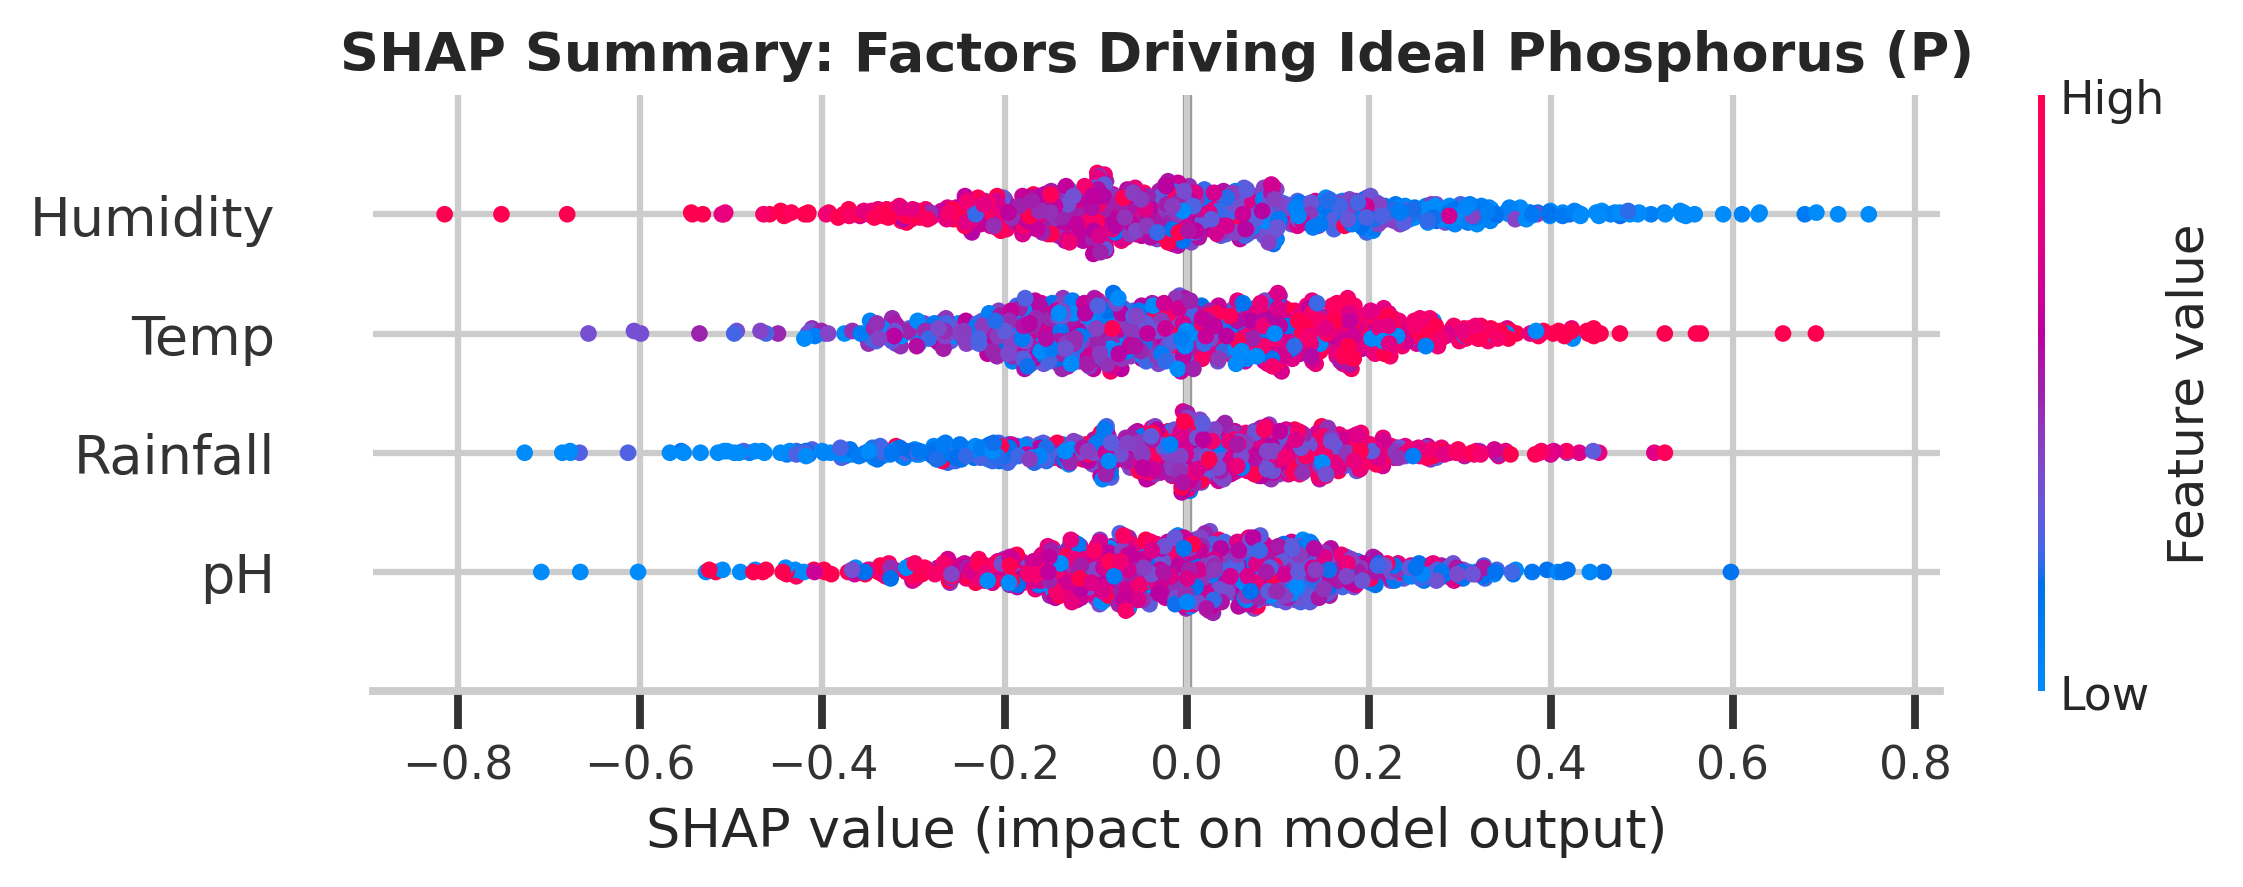 SHAP Summary: Factors Driving Ideal Phosphorus (P)
High
Humidity
Temp
Rainfall
pH
Feature value
Low
−0.8 −0.6 −0.4 −0.2 0.0 0.2 0.4 0.6 0.8
SHAP value (impact on model output)